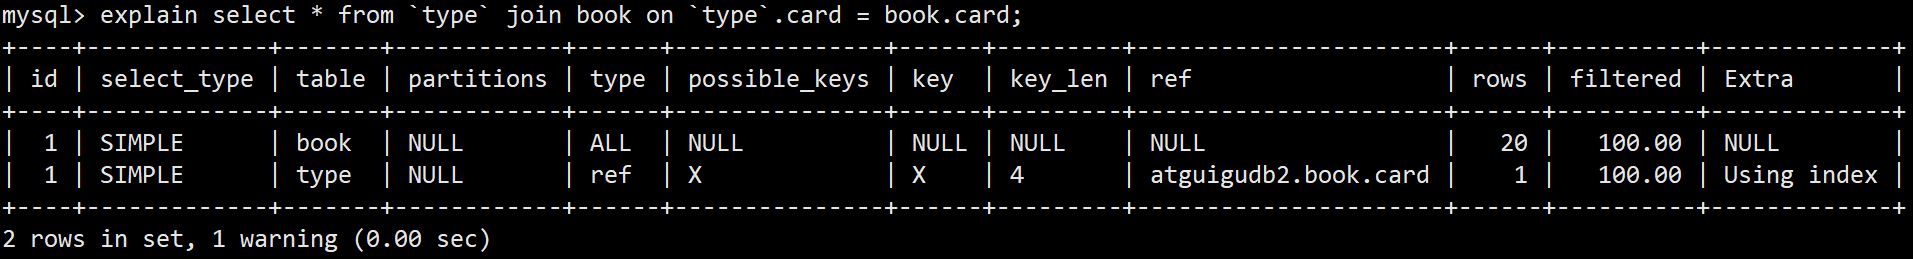 mysql> explain select * from `type` join book on `type`.card = book.card;
+----+-------------+-------+------------+------+---------------+------+---------+-----------------------+------+----------+-------------+
| id | select_type | table | partitions | type | possible_keys | key  | key_len | ref                   | rows | filtered | Extra       |
+----+-------------+-------+------------+------+---------------+------+---------+-----------------------+------+----------+-------------+
|  1 | SIMPLE      | book  | NULL       | ALL  | NULL          | NULL | NULL    | NULL                  |   20 |   100.00 | NULL        |
|  1 | SIMPLE      | type  | NULL       | ref  | X             | X    | 4       | atguigudb2.book.card |    1 |   100.00 | Using index |
+----+-------------+-------+------------+------+---------------+------+---------+-----------------------+------+----------+-------------+
2 rows in set, 1 warning (0.00 sec)